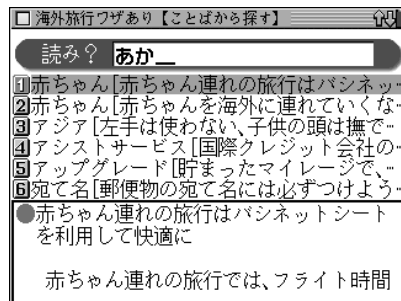 海外旅行ワザあり【ことばから探す】
読み? あか＿
1赤ちゃん[赤ちゃん連れの旅行はバシネッ…
2赤ちゃん[赤ちゃんを海外に連れていくな…
3アジア[左手は使わない、子供の頭は撫で…
4アシストサービス[国際クレジット会社の…
5アップグレード[貯まったマイレージで、…
6宛て名[郵便物の宛て名には必ずつけよう…
●赤ちゃん連れの旅行はバシネットシート
を利用して快適に
赤ちゃん連れの旅行では、フライト時間